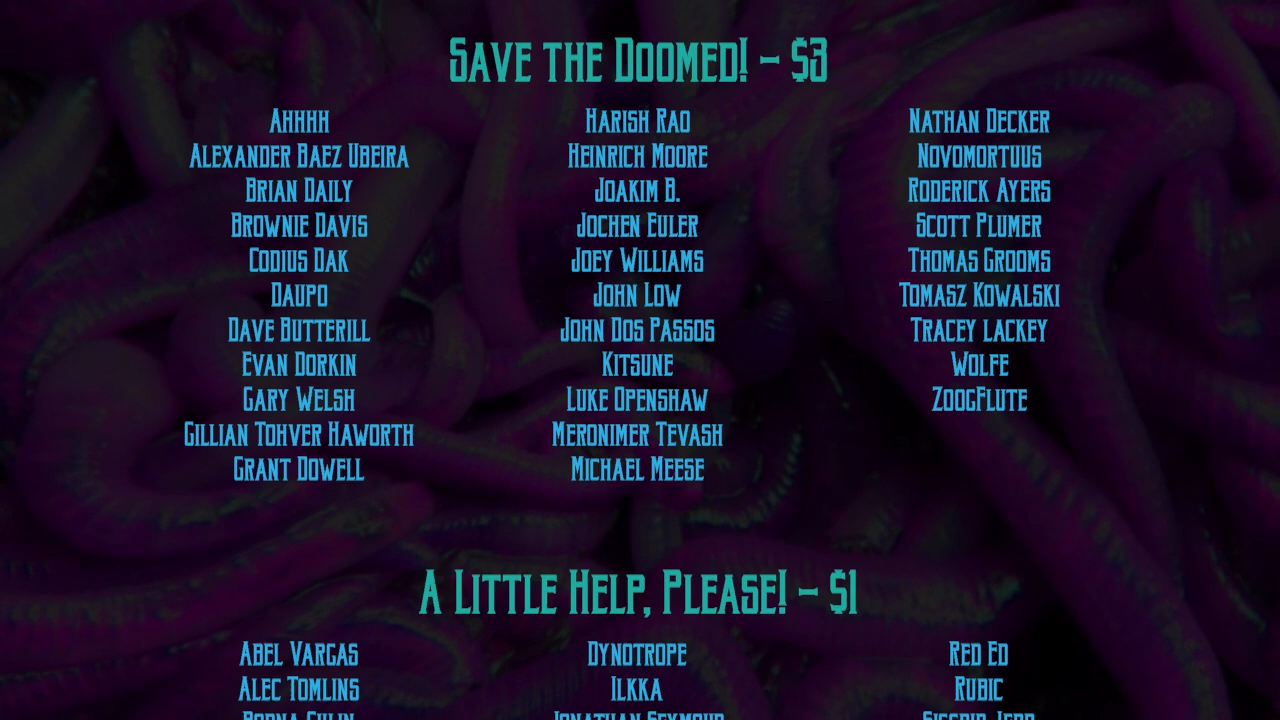 Save the Doomed! – $3
Ahhhh
Alexander Baez Ubeira
Brian Daily
Brownie Davis
Codius Dak
Daupo
Dave Butterill
Evan Dorkin
Gary Welsh
Gillian Tohver Haworth
Grant Dowell
Harish Rao
Heinrich Moore
Joakim B.
Jochen Euler
Joey Williams
John Low
John Dos Passos
Kitsune
Luke Openshaw
Meronimer Tevash
Michael Meese
Nathan Decker
Novomortuus
Roderick Ayers
Scott Plumer
Thomas Grooms
Tomasz Kowalski
Tracey lackey
Wolfe
ZoogFlute
A Little Help, Please! – $1
Abel Vargas
Alec Tomlins
Dynotrope
Ilkka
Jonathan Seymour
Red Ed
Rubic